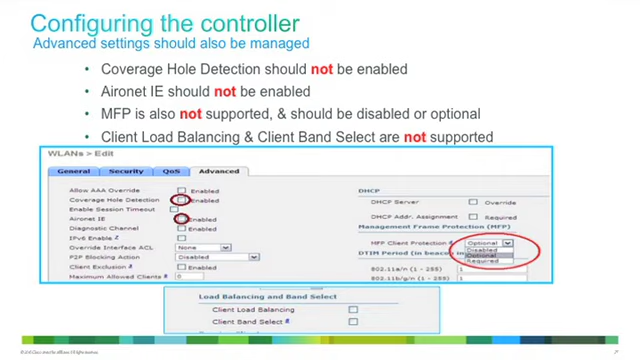 Configuring the controller
Advanced settings should also be managed
• Coverage Hole Detection should not be enabled
• Aironet IE should not be enabled
• MFP is also not supported, & should be disabled or optional
• Client Load Balancing & Client Band Select are not supported
WLANs > Edit
General Security QoS Advanced
Allow AAA Override Enabled
Coverage Hole Detection Enabled
Enable Session Timeout
Aironet IE Enabled
Diagnostic Channel Enabled
IPv6 Enable
Override Interface ACL None
P2P Blocking Action Disabled
Client Exclusion Enabled
Maximum Allowed Clients 0
DHCP
DHCP Server Override
DHCP Addr. Assignment Required
Management Frame Protection (MFP)
MFP Client Protection Optional
Disabled
Optional
Required
DTIM Period (in beacon in
802.11a/n (1 - 255) 1
802.11b/g/n (1 - 255) 1
Load Balancing and Band Select
Client Load Balancing
Client Band Select